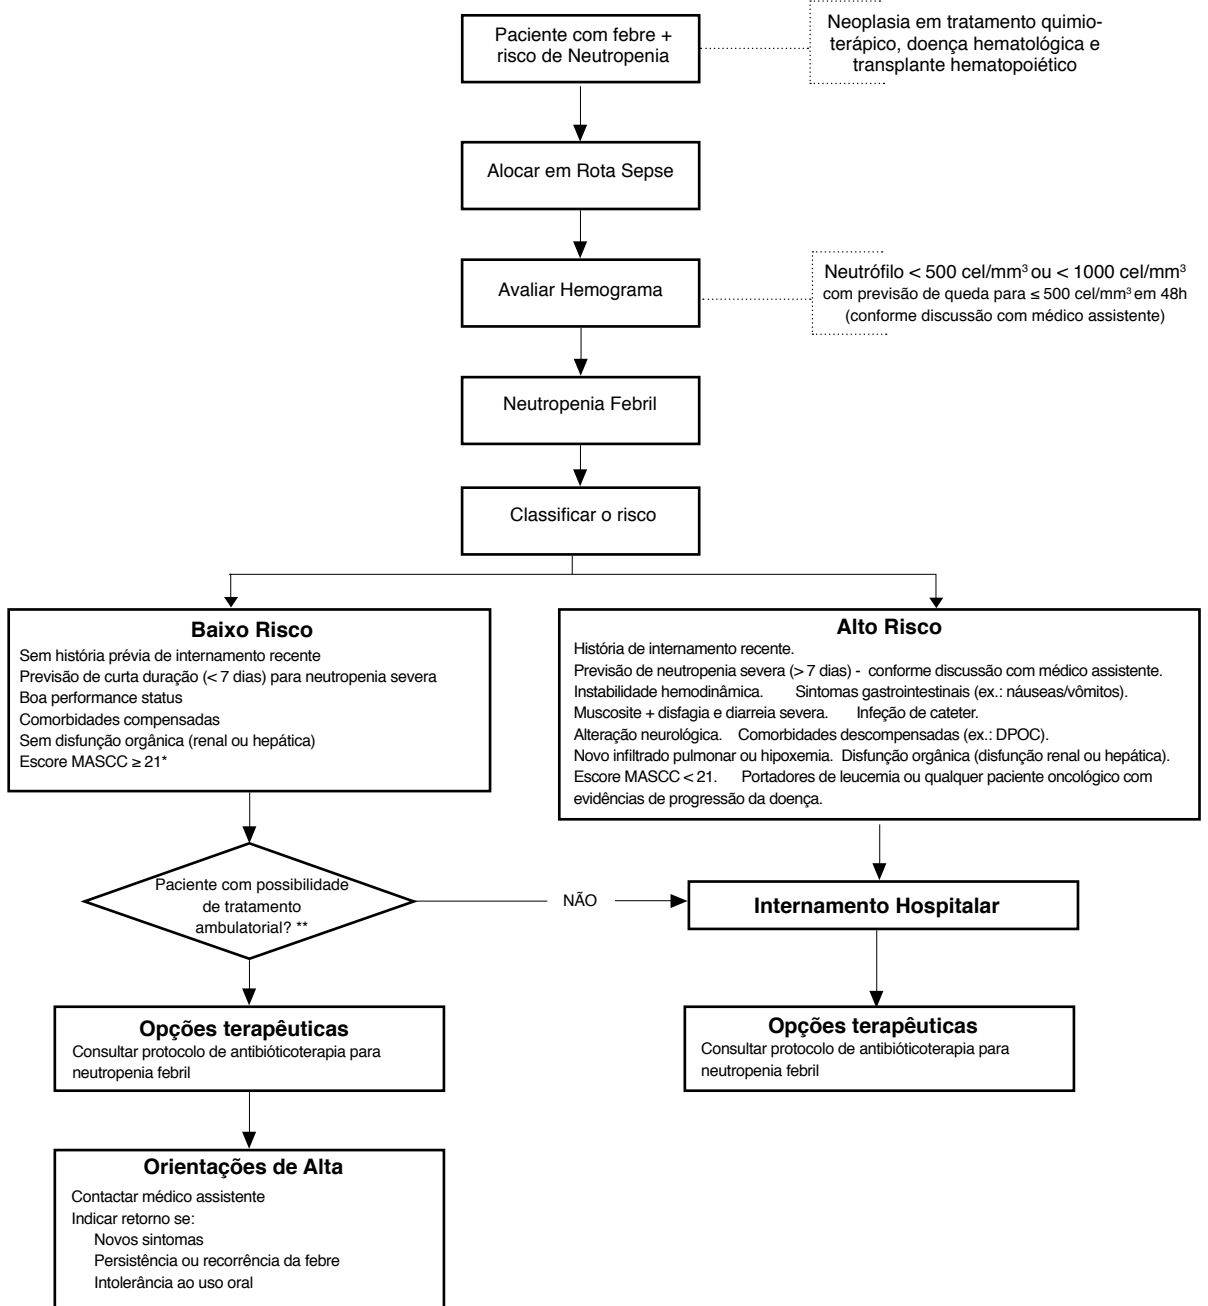 Paciente com febre +
risco de Neutropenia
Neoplasia em tratamento quimio-
terápico, doença hematológica e
transplante hematopoiético
Alocar em Rota Sepse
Avaliar Hemograma
Neutrófilo < 500 cel/mm³ ou < 1000 cel/mm³
com previsão de queda para ≤ 500 cel/mm³ em 48h
(conforme discussão com médico assistente)
Neutropenia Febril
Classificar o risco
Baixo Risco
Sem história prévia de internamento recente
Previsão de curta duração (< 7 dias) para neutropenia severa
Boa performance status
Comorbidades compensadas
Sem disfunção orgânica (renal ou hepática)
Escore MASCC ≥ 21*
Alto Risco
História de internamento recente.
Previsão de neutropenia severa (> 7 dias) - conforme discussão com médico assistente.
Instabilidade hemodinâmica. Sintomas gastrointestinais (ex.: náuseas/vômitos).
Muscosite + disfagia e diarreia severa. Infeção de cateter.
Alteração neurológica. Comorbidades descompensadas (ex.: DPOC).
Novo infiltrado pulmonar ou hipoxemia. Disfunção orgânica (disfunção renal ou hepática).
Escore MASCC < 21. Portadores de leucemia ou qualquer paciente oncológico com
evidências de progressão da doença.
Paciente com possibilidade
de tratamento
ambulatorial? **
NÃO
Internamento Hospitalar
Opções terapêuticas
Consultar protocolo de antibióticoterapia para
neutropenia febril
Opções terapêuticas
Consultar protocolo de antibióticoterapia para
neutropenia febril
Orientações de Alta
Contactar médico assistente
Indicar retorno se:
Novos sintomas
Persistência ou recorrência da febre
Intolerância ao uso oral